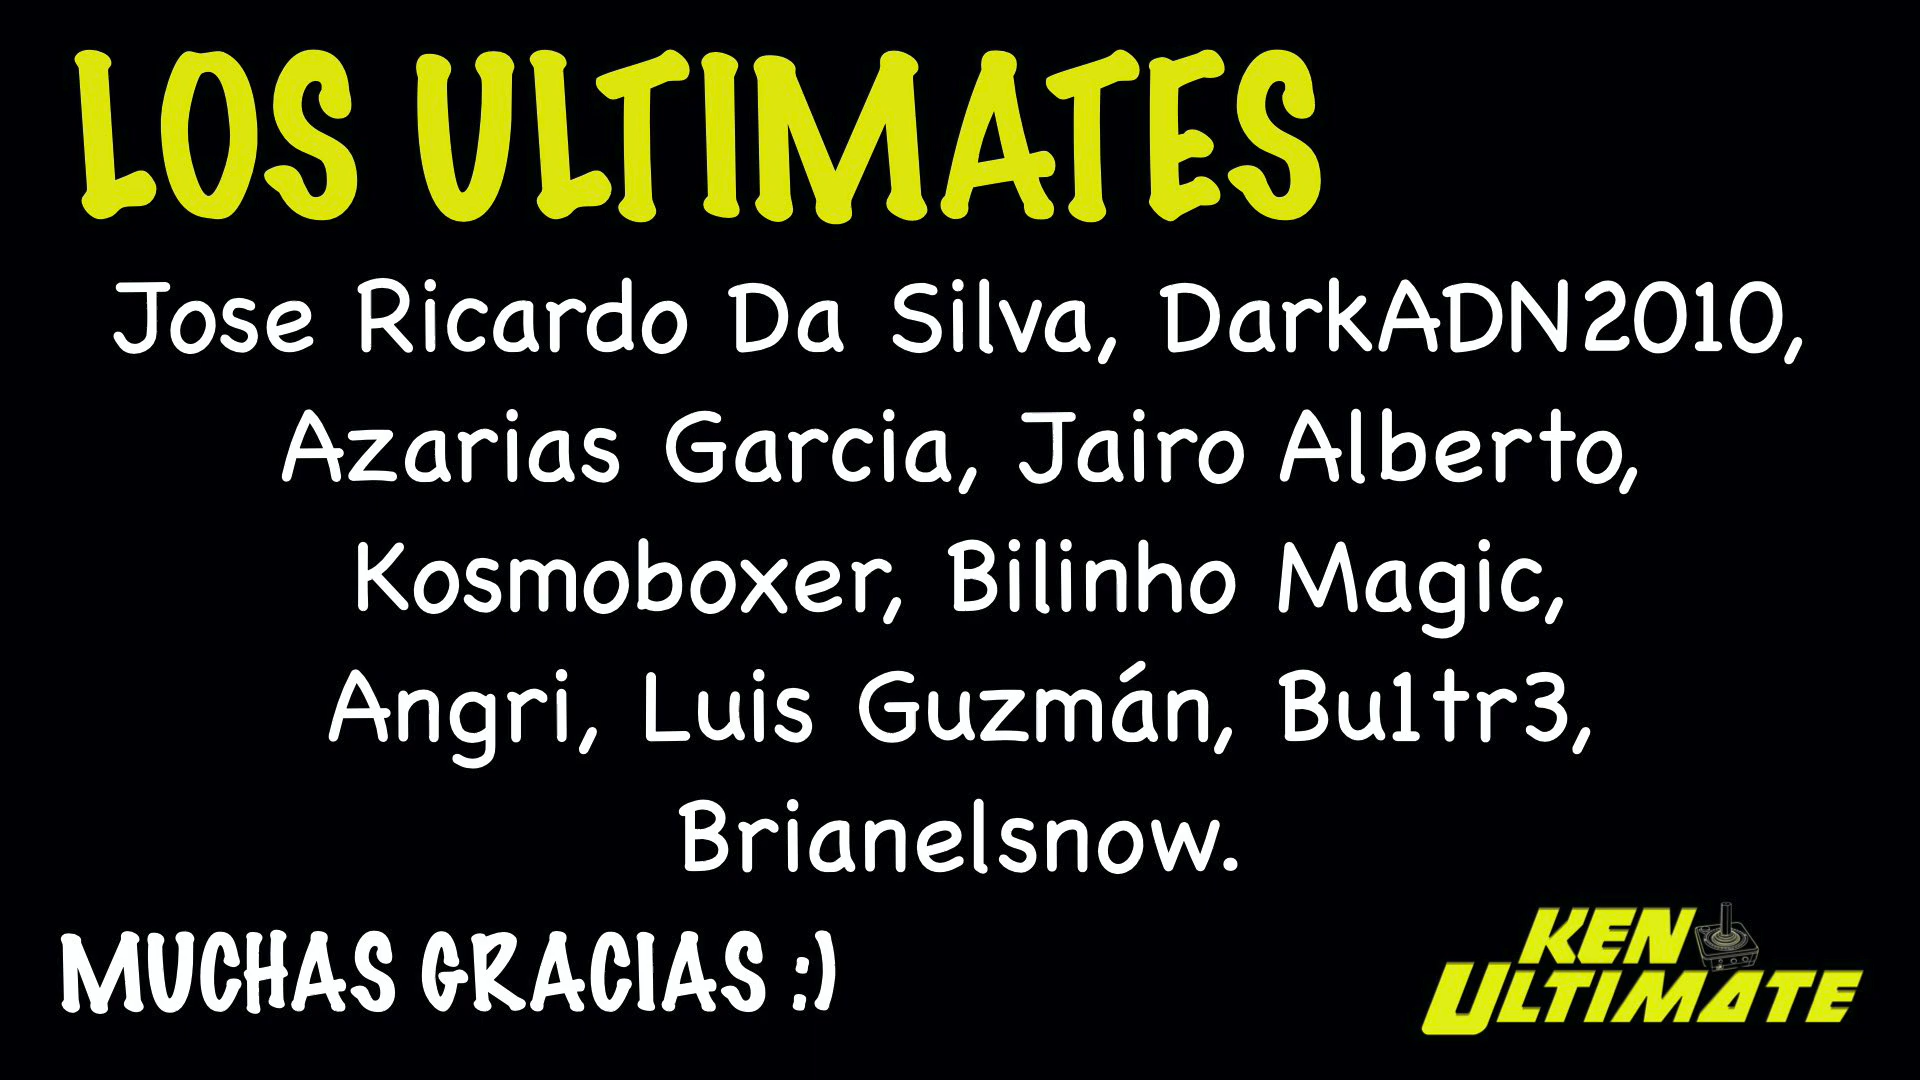 LOS ULTIMATES
Jose Ricardo Da Silva, DarkADN2010,
Azarias Garcia, Jairo Alberto,
Kosmoboxer, Bilinho Magic,
Angri, Luis Guzmán, Bu1tr3,
Brianelsnow.
MUCHAS GRACIAS :)
KEN
ULTIMATE